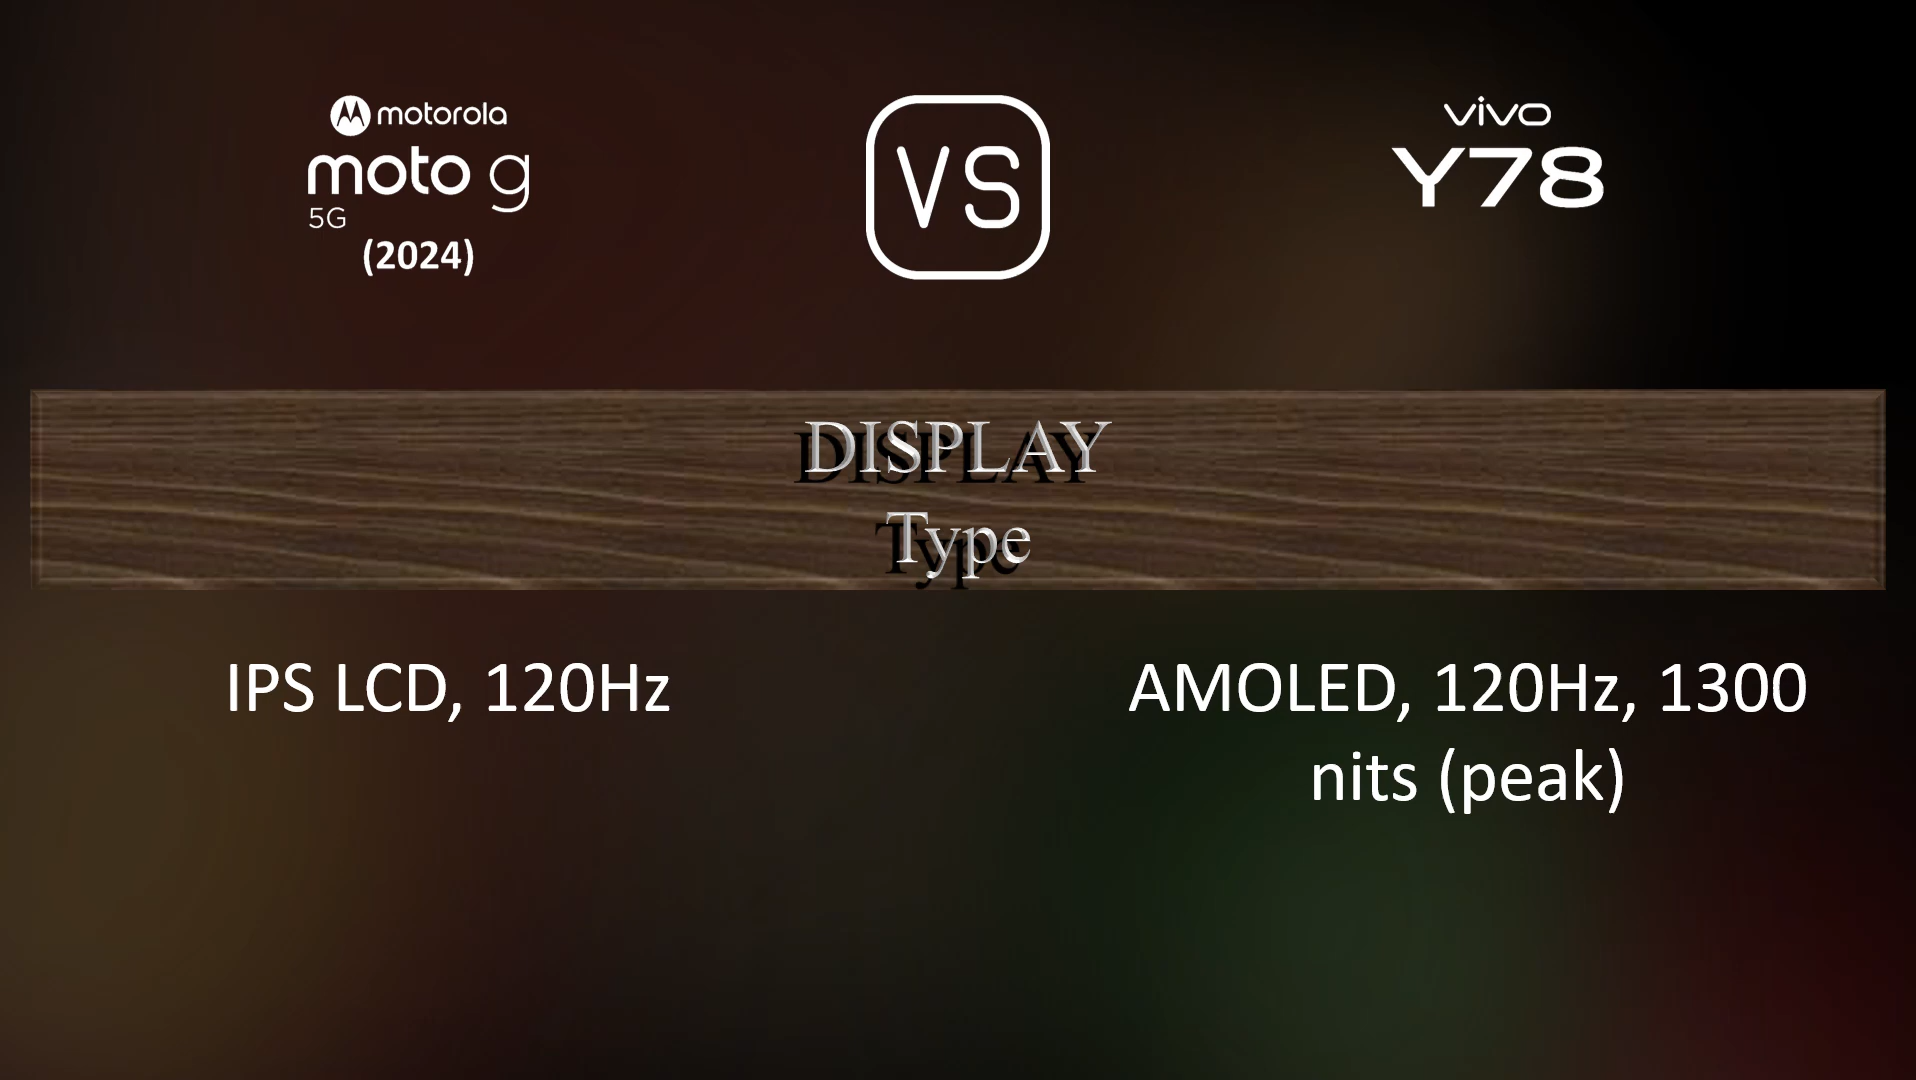 motorola
moto g
5G
(2024)
VS
vivo
Y78
DISPLAY
Type
IPS LCD, 120Hz
AMOLED, 120Hz, 1300
nits (peak)